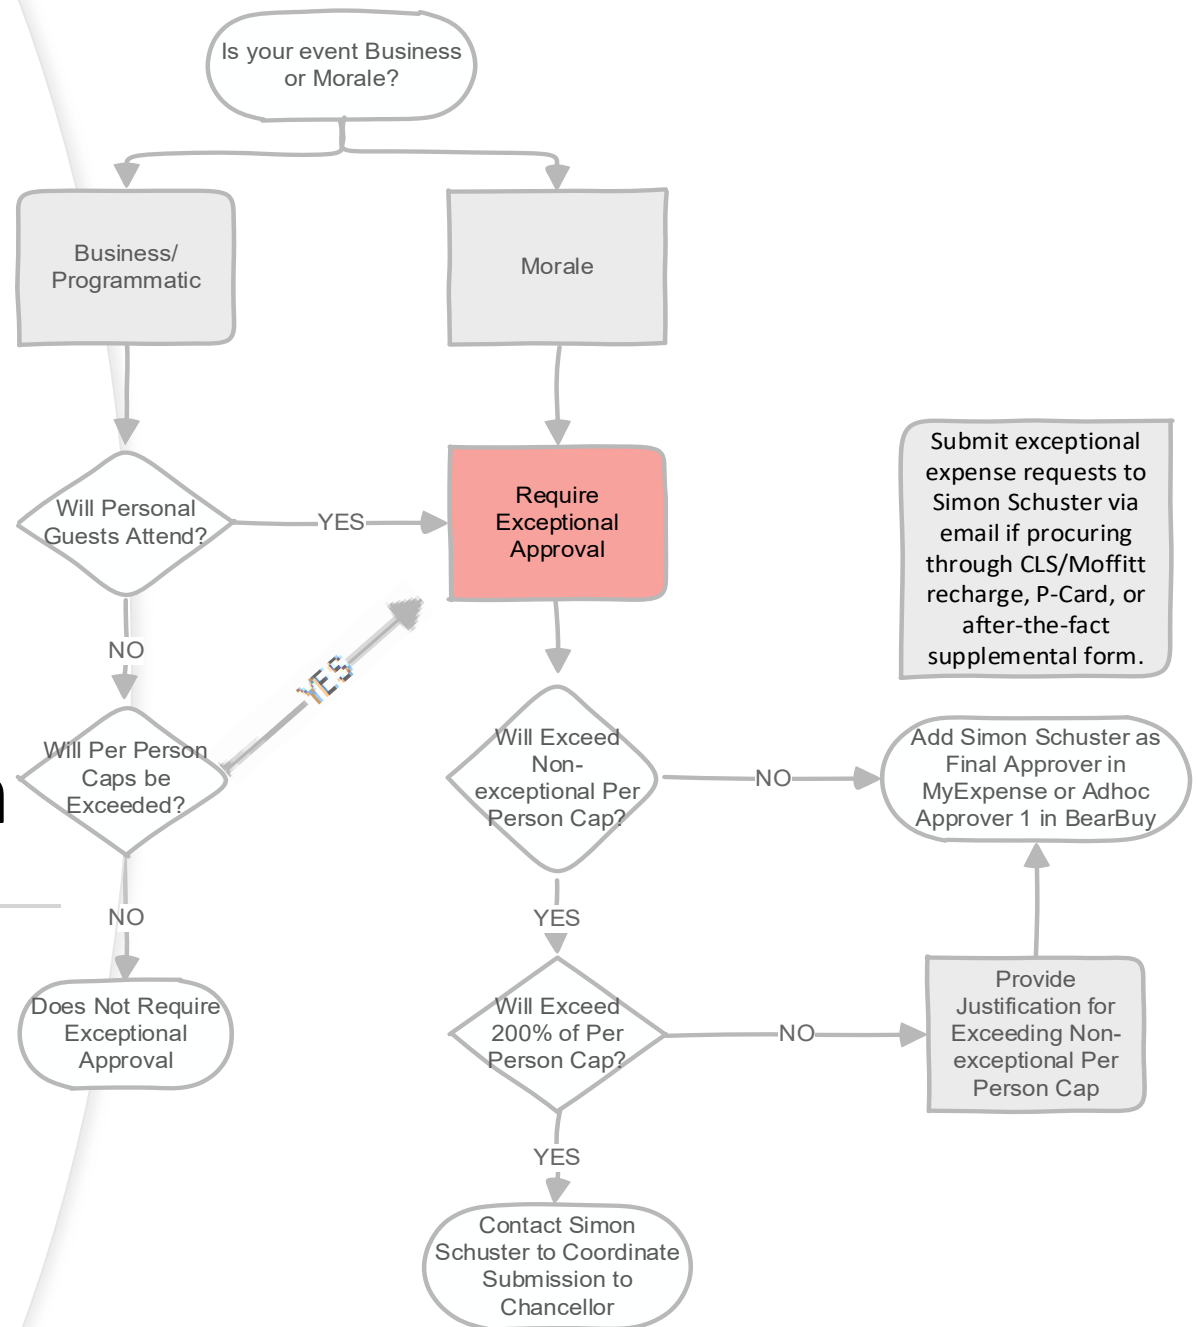 Is your event Business
or Morale?
Business/
Programmatic
Morale
Will Personal
Guests Attend?
YES
Require
Exceptional
Approval
Submit exceptional
expense requests to
Simon Schuster via
email if procuring
through CLS/Moffitt
recharge, P-Card, or
after-the-fact
supplemental form.
NO
YES
Will Per Person
Caps be
Exceeded?
Will Exceed
Non-
exceptional Per
Person Cap?
NO
Add Simon Schuster as
Final Approver in
MyExpense or Adhoc
Approver 1 in BearBuy
NO
YES
Does Not Require
Exceptional
Approval
Will Exceed
200% of Per
Person Cap?
NO
Provide
Justification for
Exceeding Non-
exceptional Per
Person Cap
YES
Contact Simon
Schuster to Coordinate
Submission to
Chancellor